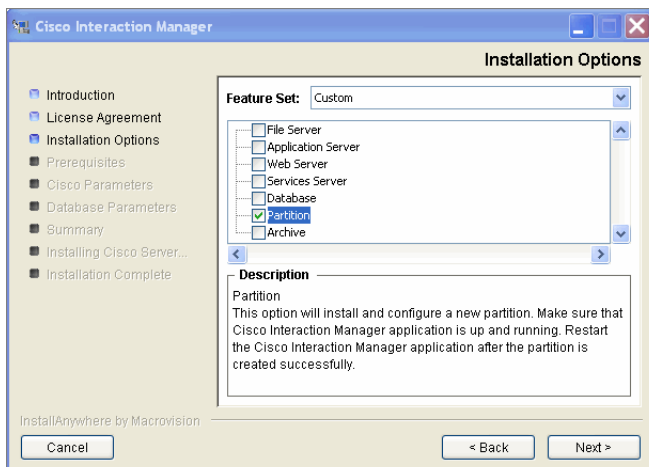 Cisco Interaction Manager
Installation Options
Introduction
License Agreement
Installation Options
Prerequisites
Cisco Parameters
Database Parameters
Summary
Installing Cisco Server...
Installation Complete
Feature Set: Custom
File Server
Application Server
Web Server
Services Server
Database
Partition
Archive
Description
Partition
This option will install and configure a new partition. Make sure that
Cisco Interaction Manager application is up and running. Restart
the Cisco Interaction Manager application after the partition is
created successfully.
InstallAnywhere by Macrovision
Cancel
< Back
Next >